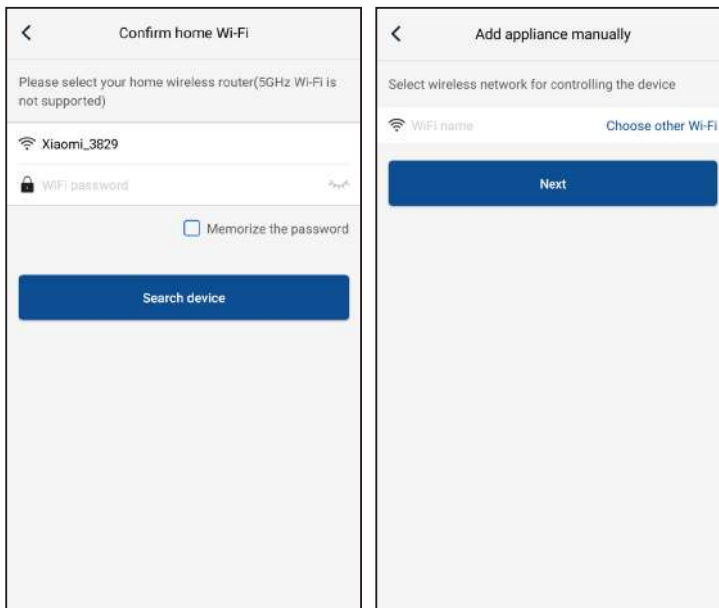 Confirm home Wi-Fi
Please select your home wireless router(5GHz Wi-Fi is
not supported)
Xiaomi_3829
WiFi password
Memorize the password
Search device
Add appliance manually
Select wireless network for controlling the device
WiFi name
Choose other Wi-Fi
Next